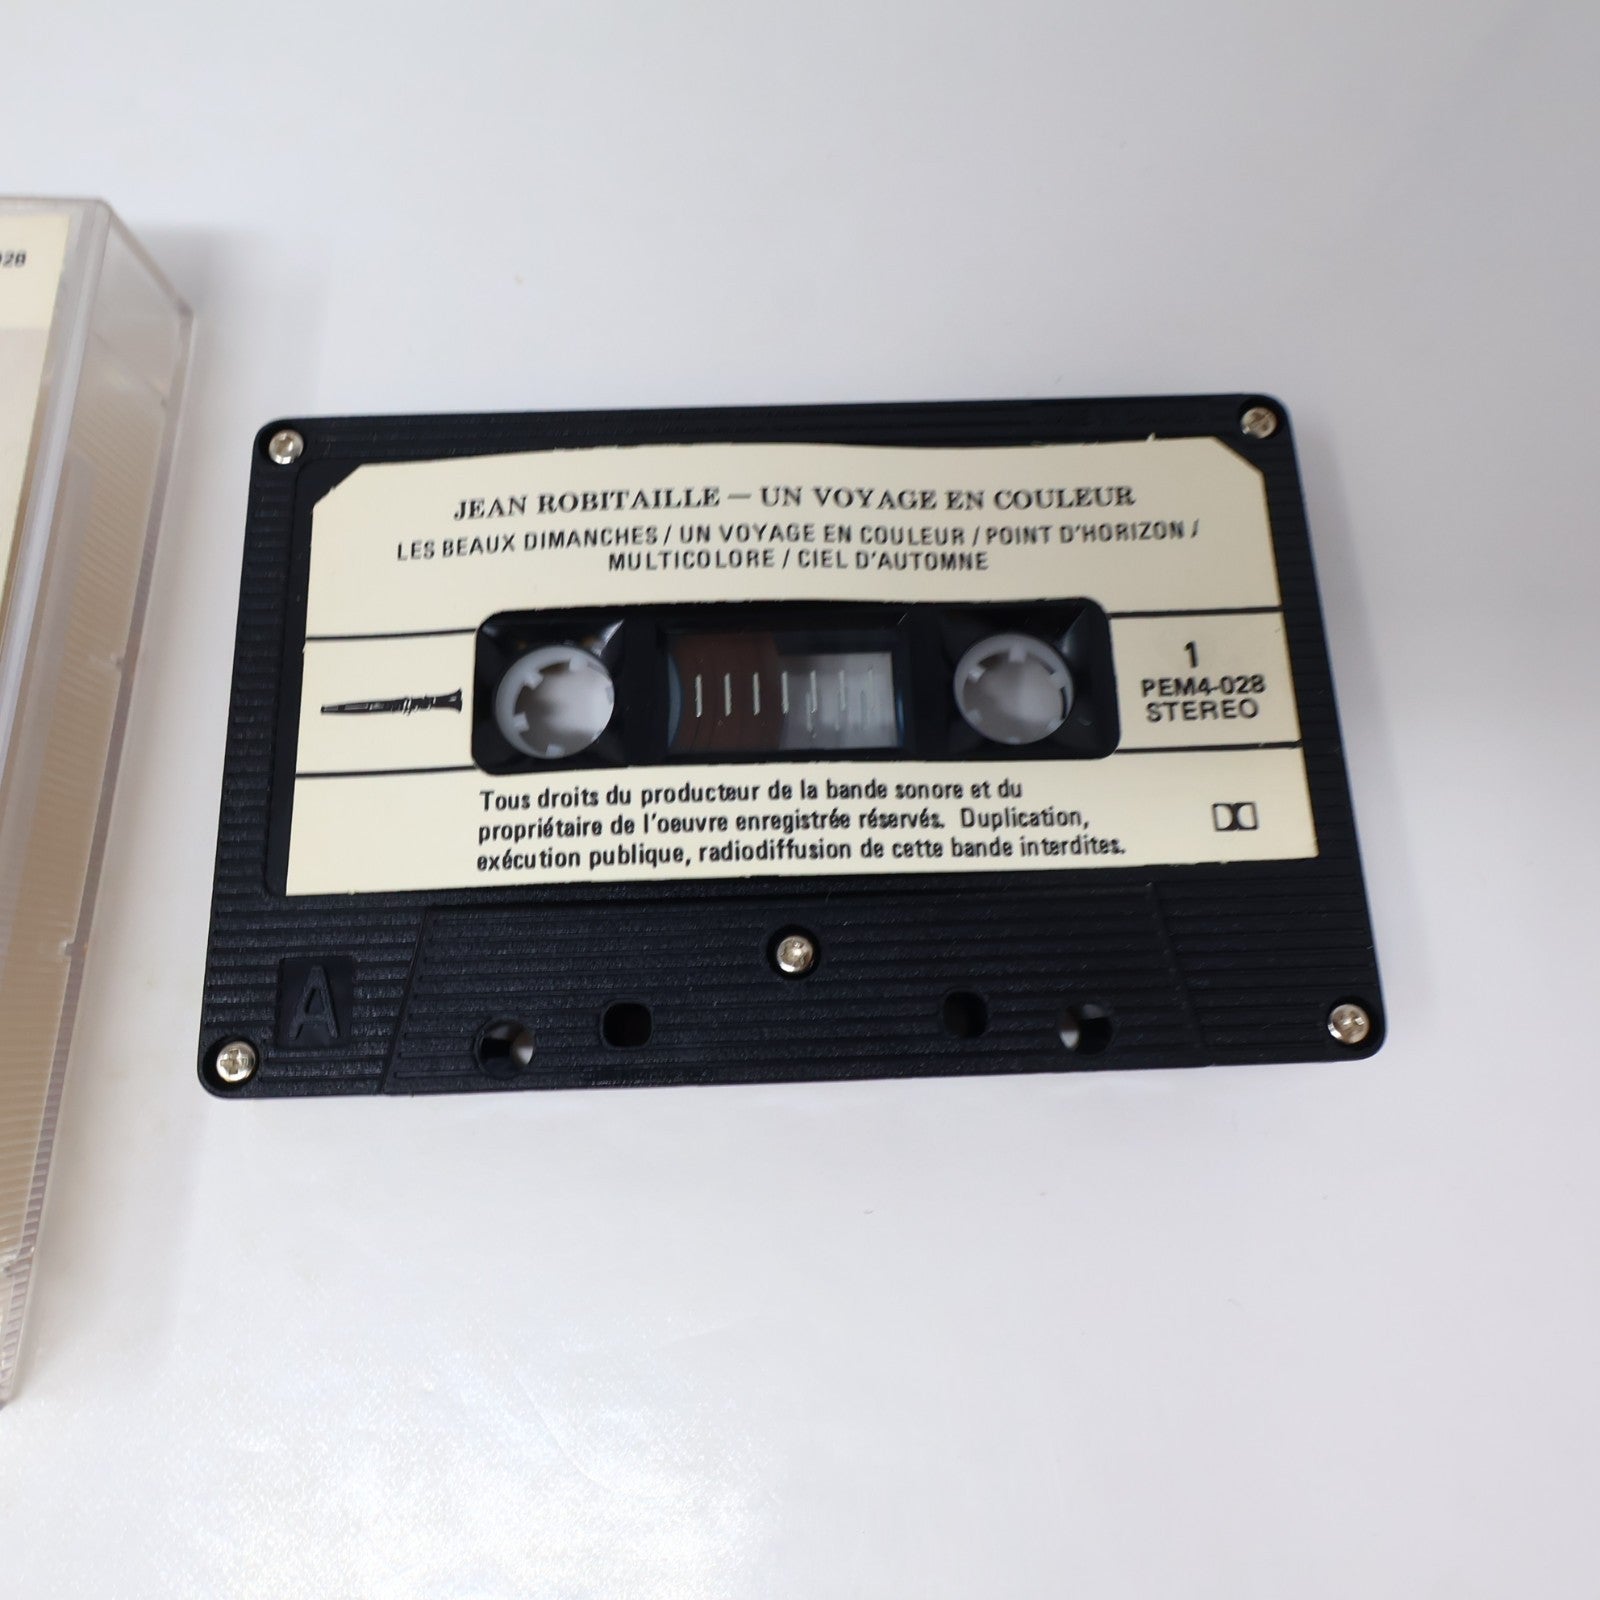 028
JEAN ROBITAILLE — UN VOYAGE EN COULEUR
LES BEAUX DIMANCHES / UN VOYAGE EN COULEUR / POINT D'HORIZON /
MULTICOLORE / CIEL D'AUTOMNE
1
PEM4-028
STEREO
Tous droits du producteur de la bande sonore et du
propriétaire de l'oeuvre enregistrée réservés. Duplication,
exécution publique, radiodiffusion de cette bande interdites.
A